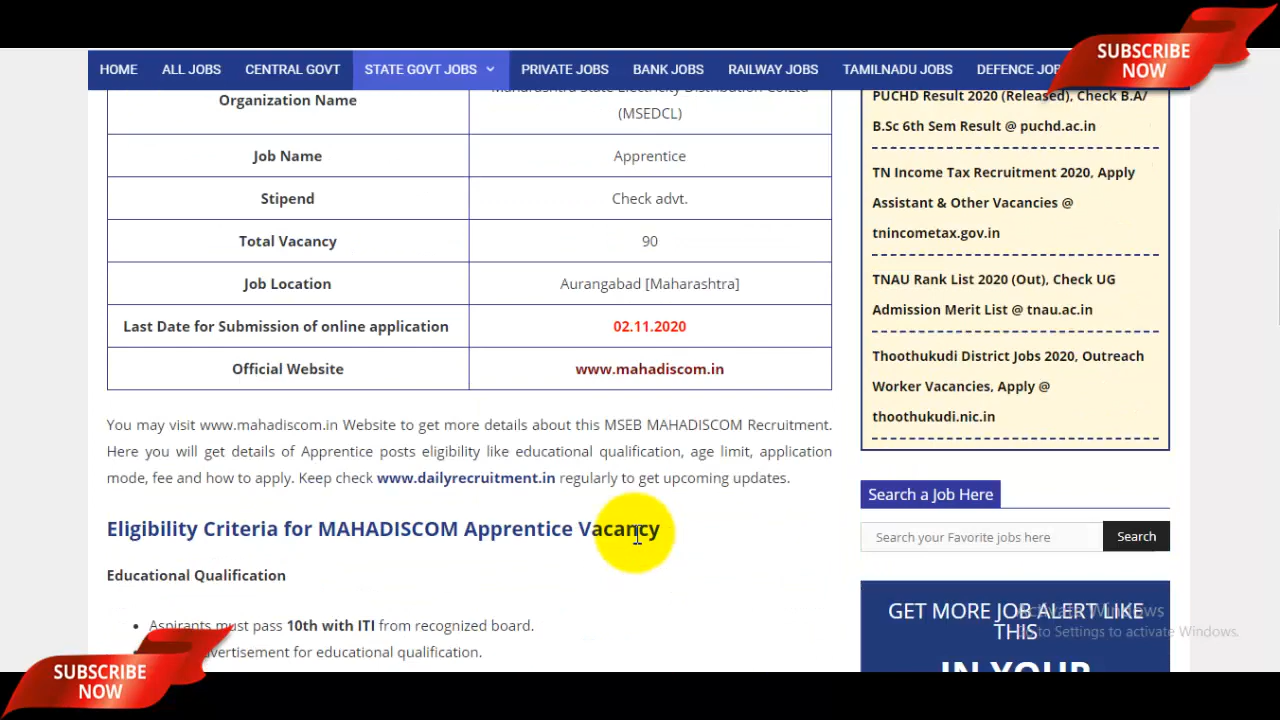 SUBSCRIBE
NOW
HOME
ALL JOBS
CENTRAL GOVT
STATE GOVT JOBS
PRIVATE JOBS
BANK JOBS
RAILWAY JOBS
TAMILNADU JOBS
DEFENCE JOB
Organization Name
Maharashtra State Electricity Distribution Co.Ltd
(MSEDCL)
Job Name
Apprentice
Stipend
Check advt.
Total Vacancy
90
Job Location
Aurangabad [Maharashtra]
Last Date for Submission of online application
02.11.2020
Official Website
www.mahadiscom.in
You may visit www.mahadiscom.in Website to get more details about this MSEB MAHADISCOM Recruitment.
Here you will get details of Apprentice posts eligibility like educational qualification, age limit, application
mode, fee and how to apply. Keep check www.dailyrecruitment.in regularly to get upcoming updates.
Eligibility Criteria for MAHADISCOM Apprentice Vacancy
Educational Qualification
Aspirants must pass 10th with ITI from recognized board.
advertisement for educational qualification.
PUCHD Result 2020 (Released), Check B.A/
B.Sc 6th Sem Result @ puchd.ac.in
TN Income Tax Recruitment 2020, Apply
Assistant & Other Vacancies @
tnincometax.gov.in
TNAU Rank List 2020 (Out), Check UG
Admission Merit List @ tnau.ac.in
Thoothukudi District Jobs 2020, Outreach
Worker Vacancies, Apply @
thoothukudi.nic.in
Search a Job Here
Search your Favorite jobs here
Search
GET MORE JOB ALERT LIKE
THIS
IN YOUR
Activate Windows
Go to Settings to activate Windows.
SUBSCRIBE
NOW